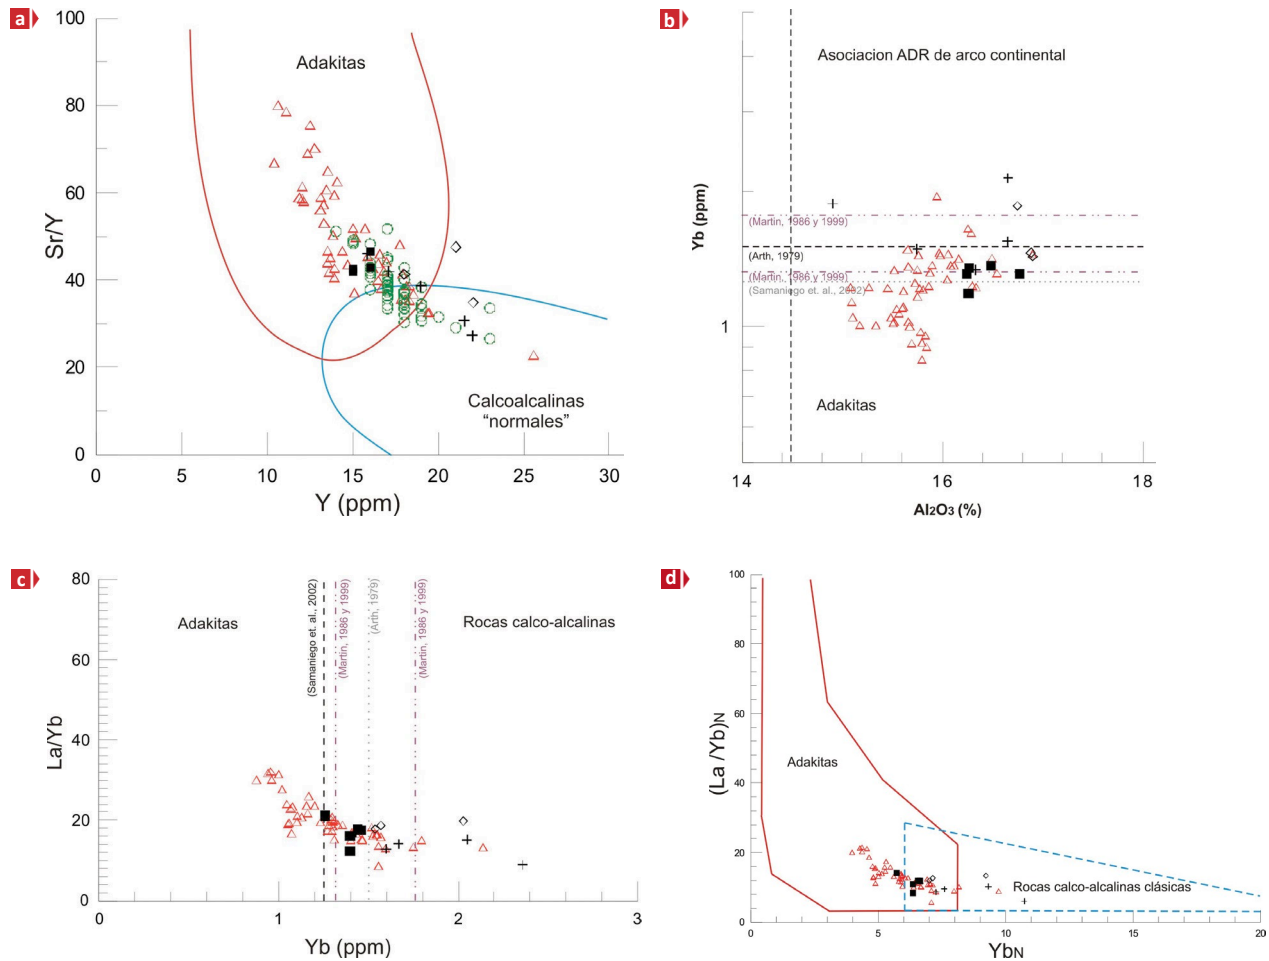 a
100
80
60
40
20
0
Sr/Y
Adakitas
Calcoalcalinas
“normales”
0
5
10
15
20
25
30
Y (ppm)
b
Asociacion ADR de arco continental
Yb (ppm)
(Martin, 1986 y 1999)
(Arth, 1979)
(Martin, 1986 y 1999)
(Samaniego et. al., 2002)
1
Adakitas
14
16
18
Al2O3 (%)
c
80
60
40
20
0
La/Yb
Adakitas
(Samaniego et. al., 2002)
(Martin, 1986 y 1999)
(Arth, 1979)
(Martin, 1986 y 1999)
Rocas calco-alcalinas
0
1
2
3
Yb (ppm)
d
100
80
60
40
20
0
(La /Yb)N
Adakitas
Rocas calco-alcalinas clásicas
0
5
10
15
20
YbN